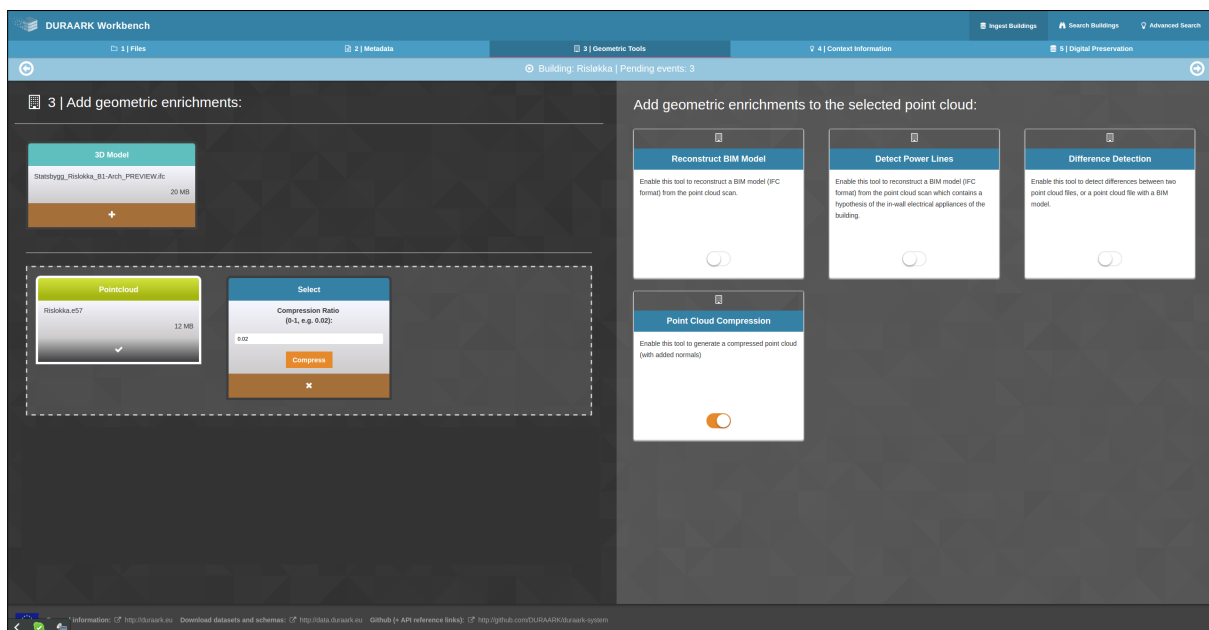 DURAARK Workbench
Ingest Buildings
Search Buildings
Advanced Search
1 | Files
2 | Metadata
3 | Geometric Tools
4 | Context Information
5 | Digital Preservation
Building: Risløkka | Pending events: 3
3 | Add geometric enrichments:
3D Model
Statsbygg_Rislokka_B1-Arch_PREVIEW.ifc
20 MB
Pointcloud
Rislokka.e57
12 MB
Select
Compression Ratio
(0-1, e.g. 0.02):
0.02
Compress
Add geometric enrichments to the selected point cloud:
Reconstruct BIM Model
Enable this tool to reconstruct a BIM model (IFC
format) from the point cloud scan.
Detect Power Lines
Enable this tool to reconstruct a BIM model (IFC
format) from the point cloud scan which contains a
hypothesis of the in-wall electrical appliances of the
building.
Difference Detection
Enable this tool to detect differences between two
point cloud files, or a point cloud file with a BIM
model.
Point Cloud Compression
Enable this tool to generate a compressed point cloud
(with added normals)
information: http://duraark.eu Download datasets and schemas: http://data.duraark.eu Github (+ API reference links): http://github.com/DURAARK/duraark-system